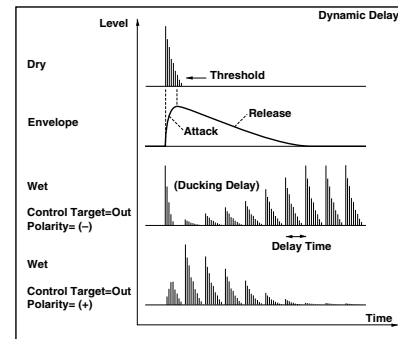 Level
Dynamic Delay
Dry
Threshold
Envelope
Release
Attack
Wet
(Ducking Delay)
Control Target=Out
Polarity= (–)
Delay Time
Wet
Control Target=Out
Polarity= (+)
Time